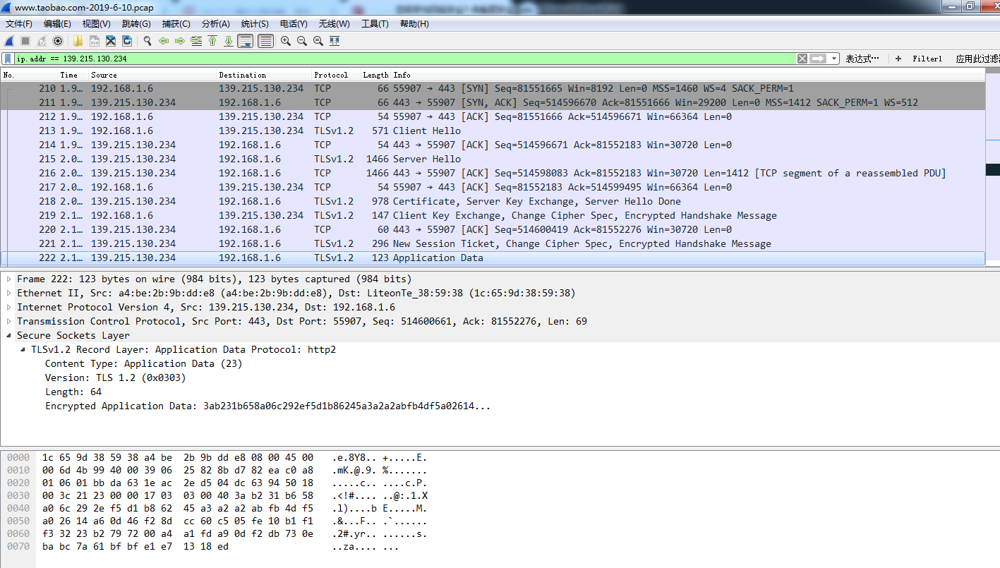 www.taobao.com-2019-6-10.pcap
文件(F) 编辑(E) 视图(V) 跳转(G) 捕获(C) 分析(A) 统计(S) 电话(Y) 无线(W) 工具(T) 帮助(H)
ip.addr == 139.215.130.234 表达式… + Filter1 应用此过滤
No. Time Source Destination Protocol Length Info
210 1.9… 192.168.1.6 139.215.130.234 TCP 66 55907 → 443 [SYN] Seq=81551665 Win=8192 Len=0 MSS=1460 WS=4 SACK_PERM=1
211 1.9… 139.215.130.234 192.168.1.6 TCP 66 443 → 55907 [SYN, ACK] Seq=514596670 Ack=81551666 Win=29200 Len=0 MSS=1412 SACK_PERM=1 WS=512
212 1.9… 192.168.1.6 139.215.130.234 TCP 54 55907 → 443 [ACK] Seq=81551666 Ack=514596671 Win=66364 Len=0
213 1.9… 192.168.1.6 139.215.130.234 TLSv1.2 571 Client Hello
214 1.9… 139.215.130.234 192.168.1.6 TCP 54 443 → 55907 [ACK] Seq=514596671 Ack=81552183 Win=30720 Len=0
215 2.0… 139.215.130.234 192.168.1.6 TLSv1.2 1466 Server Hello
216 2.0… 139.215.130.234 192.168.1.6 TCP 1466 443 → 55907 [ACK] Seq=514598083 Ack=81552183 Win=30720 Len=1412 [TCP segment of a reassembled PDU]
217 2.0… 192.168.1.6 139.215.130.234 TCP 54 55907 → 443 [ACK] Seq=81552183 Ack=514599495 Win=66364 Len=0
218 2.0… 139.215.130.234 192.168.1.6 TLSv1.2 978 Certificate, Server Key Exchange, Server Hello Done
219 2.1… 192.168.1.6 139.215.130.234 TLSv1.2 147 Client Key Exchange, Change Cipher Spec, Encrypted Handshake Message
220 2.1… 139.215.130.234 192.168.1.6 TCP 60 443 → 55907 [ACK] Seq=514600419 Ack=81552276 Win=30720 Len=0
221 2.1… 139.215.130.234 192.168.1.6 TLSv1.2 296 New Session Ticket, Change Cipher Spec, Encrypted Handshake Message
222 2.1… 139.215.130.234 192.168.1.6 TLSv1.2 123 Application Data
Frame 222: 123 bytes on wire (984 bits), 123 bytes captured (984 bits)
Ethernet II, Src: a4:be:2b:9b:dd:e8 (a4:be:2b:9b:dd:e8), Dst: LiteonTe_38:59:38 (1c:65:9d:38:59:38)
Internet Protocol Version 4, Src: 139.215.130.234, Dst: 192.168.1.6
Transmission Control Protocol, Src Port: 443, Dst Port: 55907, Seq: 514600661, Ack: 81552276, Len: 69
Secure Sockets Layer
TLSv1.2 Record Layer: Application Data Protocol: http2
Content Type: Application Data (23)
Version: TLS 1.2 (0x0303)
Length: 64
Encrypted Application Data: 3ab231b658a06c292ef5d1b86245a3a2a2abfb4df5a02614...
0000 1c 65 9d 38 59 38 a4 be 2b 9b dd e8 08 00 45 00 .e.8Y8.. +.....E.
0010 00 6d 4b 99 40 00 39 06 25 82 8b d7 82 ea c0 a8 .mK.@.9. %.......
0020 01 06 01 bb da 63 1e ac 2e d5 04 dc 63 94 50 18 .....c.. ....c.P.
0030 00 3c 21 23 00 00 17 03 03 00 40 3a b2 31 b6 58 .<!#.... ..@:.1.X
0040 a0 6c 29 2e f5 d1 b8 62 45 a3 a2 a2 ab fb 4d f5 .l)....b E.....M.
0050 a0 26 14 a6 0d 46 f2 8d cc 60 c5 05 fe 10 b1 f1 .&...F.. .`......
0060 f3 32 23 b2 79 72 00 a4 a1 fd a9 0d f2 db 73 0e .2#.yr.. ......s.
0070 ba bc 7a 61 bf bf e1 e7 13 18 ed ..za.... ...